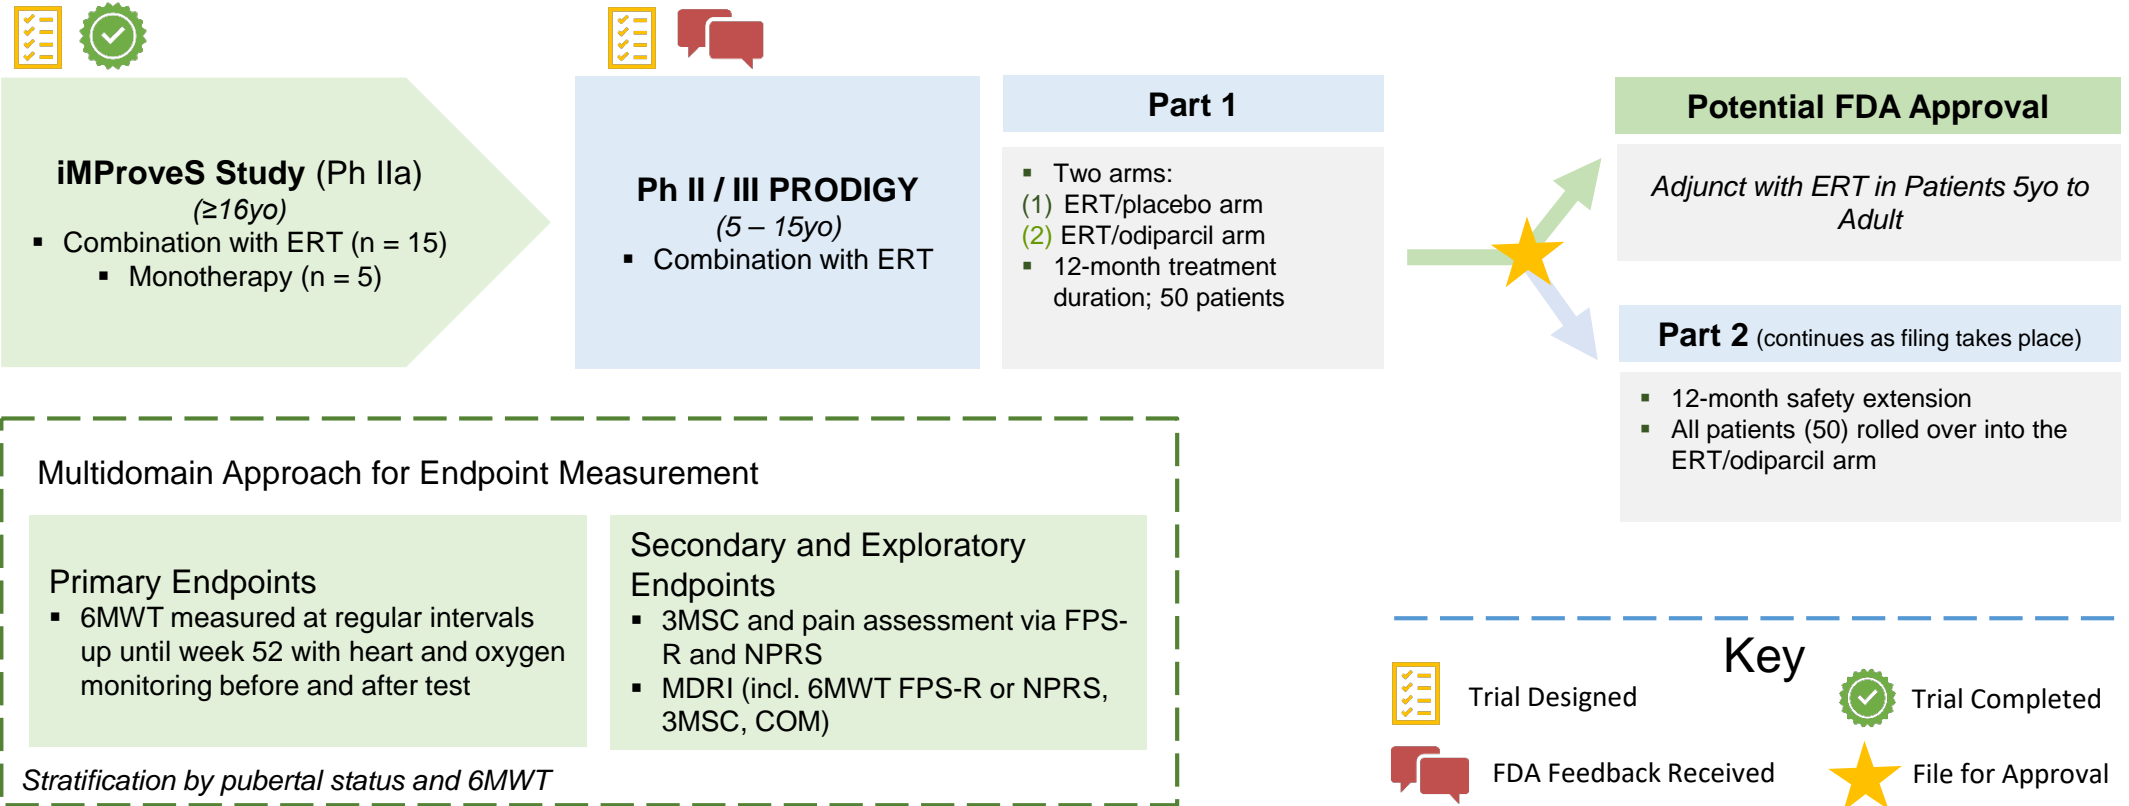 iMProveS Study (Ph IIa)
(≥16yo)
▪ Combination with ERT (n = 15)
▪ Monotherapy (n = 5)
Ph II / III PRODIGY
(5 – 15yo)
▪ Combination with ERT
Part 1
▪ Two arms:
(1) ERT/placebo arm
(2) ERT/odiparcil arm
▪ 12-month treatment
duration; 50 patients
Potential FDA Approval
Adjunct with ERT in Patients 5yo to
Adult
Part 2 (continues as filing takes place)
▪ 12-month safety extension
▪ All patients (50) rolled over into the
ERT/odiparcil arm
Multidomain Approach for Endpoint Measurement
Primary Endpoints
▪ 6MWT measured at regular intervals
up until week 52 with heart and oxygen
monitoring before and after test
Secondary and Exploratory
Endpoints
▪ 3MSC and pain assessment via FPS-
R and NPRS
▪ MDRI (incl. 6MWT FPS-R or NPRS,
3MSC, COM)
Stratification by pubertal status and 6MWT
Key
Trial Designed
Trial Completed
FDA Feedback Received
File for Approval